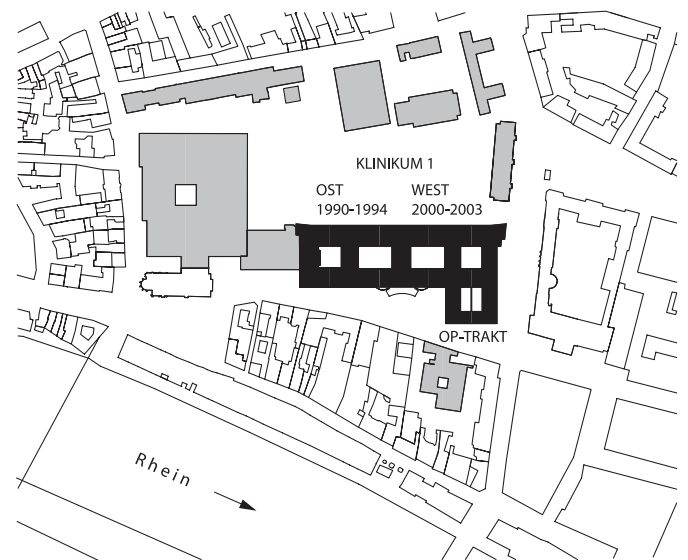 KLINIKUM 1
OST WEST
1990-1994 2000-2003
OP-TRAKT
Rhein